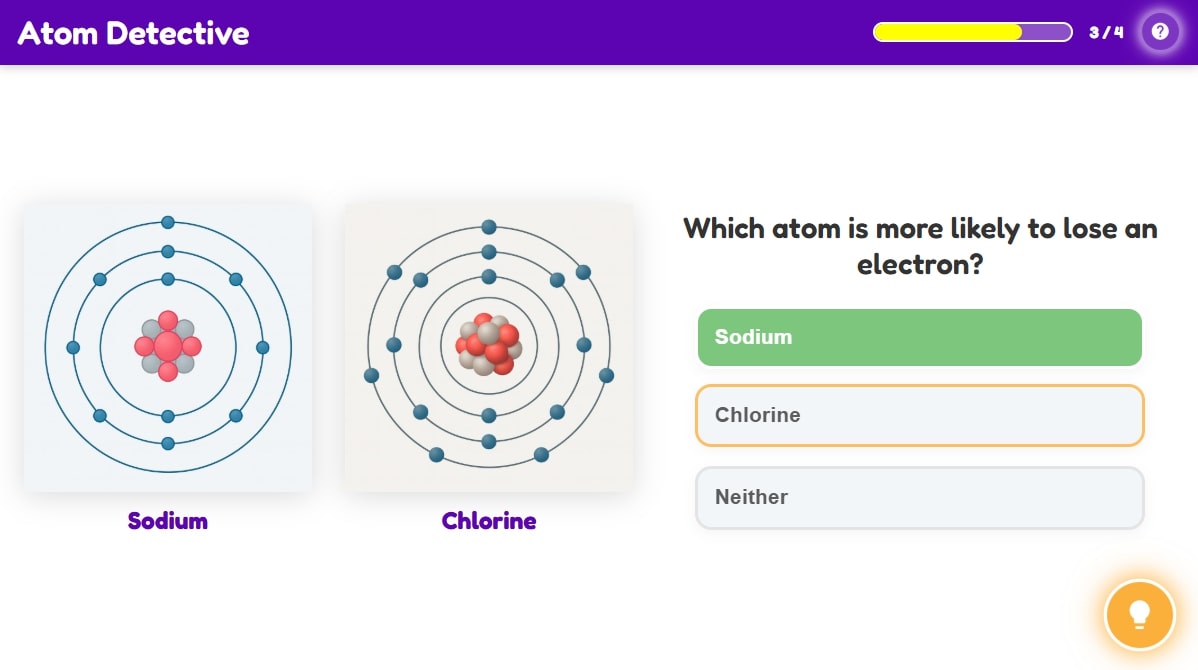 Atom Detective
3 / 4
?
Sodium
Chlorine
Which atom is more likely to lose an
electron?
Sodium
Chlorine
Neither